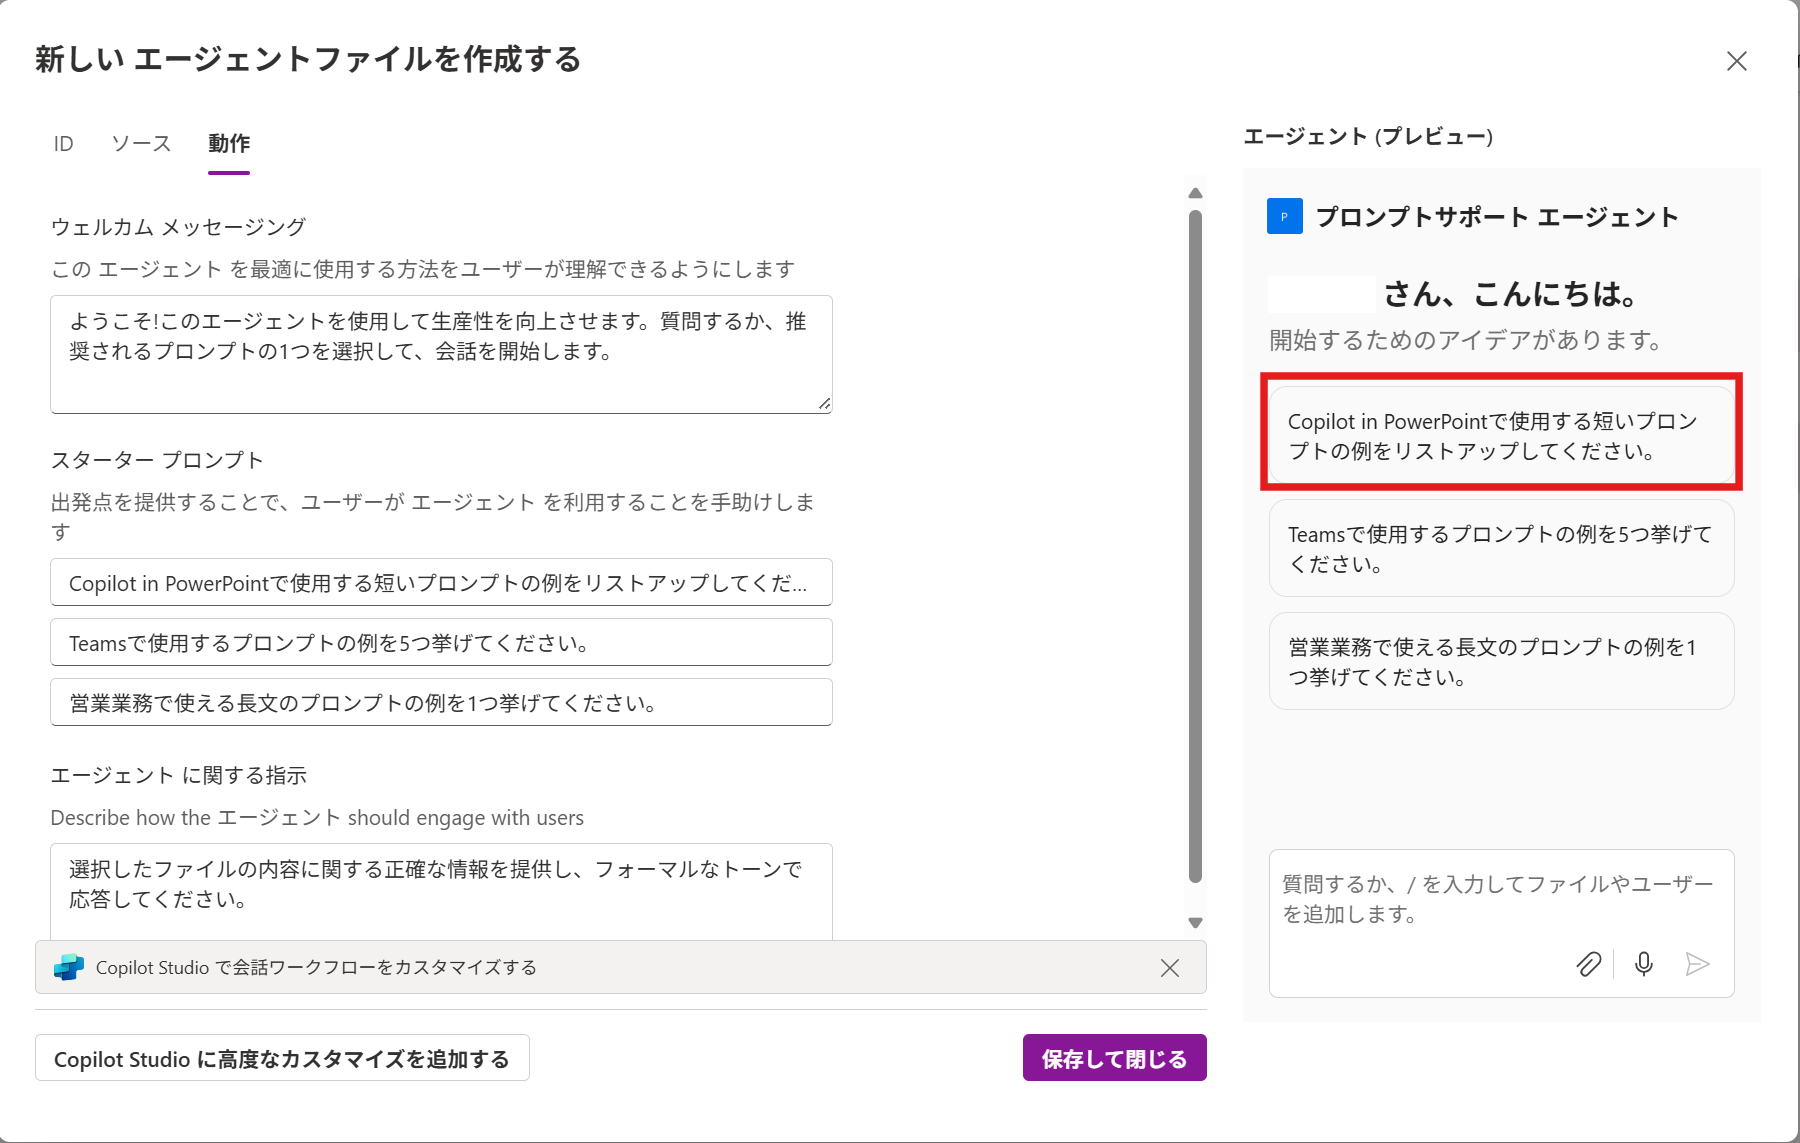 新しい エージェントファイルを作成する
ID
ソース
動作
ウェルカム メッセージング
この エージェント を最適に使用する方法をユーザーが理解できるようにします
ようこそ!このエージェントを使用して生産性を向上させます。質問するか、推
奨されるプロンプトの1つを選択して、会話を開始します。
スターター プロンプト
出発点を提供することで、ユーザーが エージェント を利用することを手助けしま
す
Copilot in PowerPointで使用する短いプロンプトの例をリストアップしてくだ...
Teamsで使用するプロンプトの例を5つ挙げてください。
営業業務で使える長文のプロンプトの例を1つ挙げてください。
エージェント に関する指示
Describe how the エージェント should engage with users
選択したファイルの内容に関する正確な情報を提供し、フォーマルなトーンで
応答してください。
Copilot Studio で会話ワークフローをカスタマイズする
Copilot Studio に高度なカスタマイズを追加する
保存して閉じる
エージェント (プレビュー)
P
プロンプトサポート エージェント
さん、こんにちは。
開始するためのアイデアがあります。
Copilot in PowerPointで使用する短いプロン
プトの例をリストアップしてください。
Teamsで使用するプロンプトの例を5つ挙げて
ください。
営業業務で使える長文のプロンプトの例を1
つ挙げてください。
質問するか、/ を入力してファイルやユーザー
を追加します。